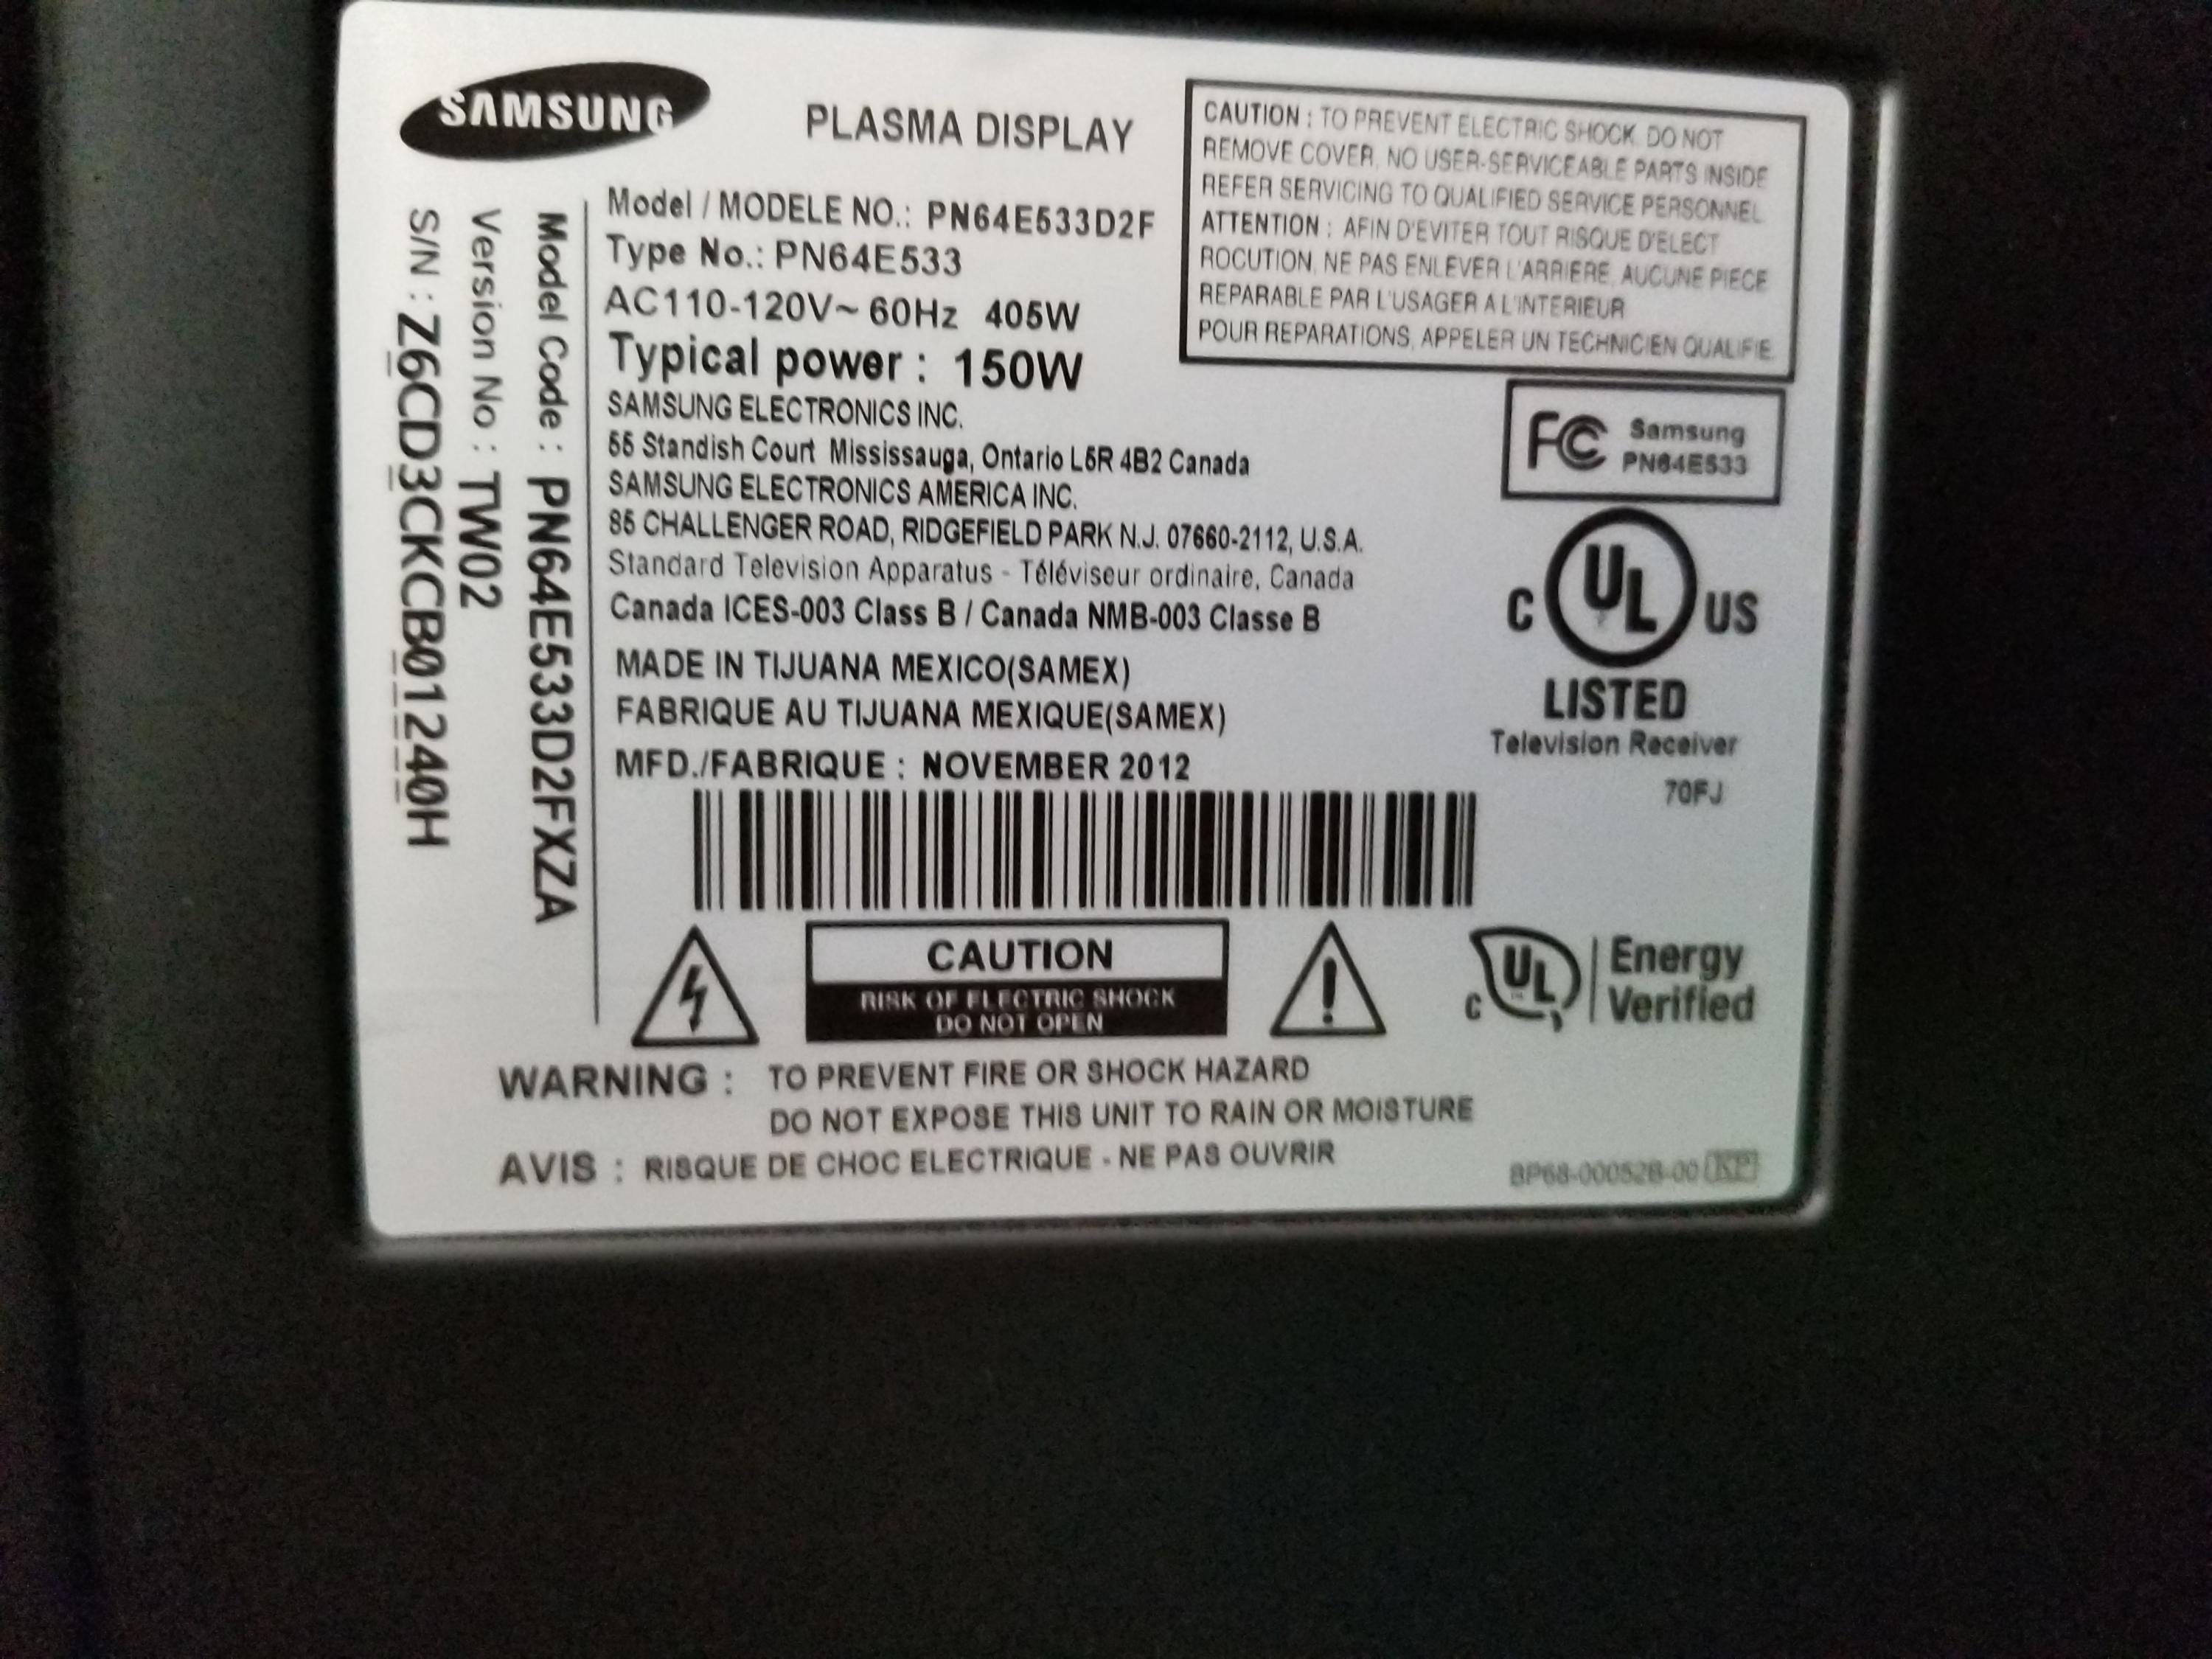 SAMSUNG
PLASMA DISPLAY
CAUTION : TO PREVENT ELECTRIC SHOCK, DO NOT
REMOVE COVER, NO USER-SERVICEABLE PARTS INSIDE
REFER SERVICING TO QUALIFIED SERVICE PERSONNEL
ATTENTION : AFIN D'EVITER TOUT RISQUE D'ELECT
ROCUTION, NE PAS ENLEVER L'ARRIERE, AUCUNE PIECE
REPARABLE PAR L'USAGER A L'INTERIEUR
POUR REPARATIONS, APPELER UN TECHNICIEN QUALIFIE.
Model / MODELE NO.: PN64E533D2F
Type No.: PN64E533
AC110-120V~ 60Hz 405W
Typical power : 150W
SAMSUNG ELECTRONICS INC.
55 Standish Court Mississauga, Ontario L5R 4B2 Canada
SAMSUNG ELECTRONICS AMERICA INC.
85 CHALLENGER ROAD, RIDGEFIELD PARK N.J. 07660-2112, U.S.A.
Standard Television Apparatus - Téléviseur ordinaire, Canada
Canada ICES-003 Class B / Canada NMB-003 Classe B
MADE IN TIJUANA MEXICO(SAMEX)
FABRIQUE AU TIJUANA MEXIQUE(SAMEX)
MFD./FABRIQUE : NOVEMBER 2012
Model Code : PN64E533D2FXZA
Version No : TW02
S/N : Z6CD3CKCB01240H
FC Samsung
PN64E533
C UL US
LISTED
Television Receiver
70FJ
CAUTION
RISK OF ELECTRIC SHOCK
DO NOT OPEN
C UL Energy
Verified
WARNING : TO PREVENT FIRE OR SHOCK HAZARD
DO NOT EXPOSE THIS UNIT TO RAIN OR MOISTURE
AVIS : RISQUE DE CHOC ELECTRIQUE - NE PAS OUVRIR
BP68-00052B-00 KP